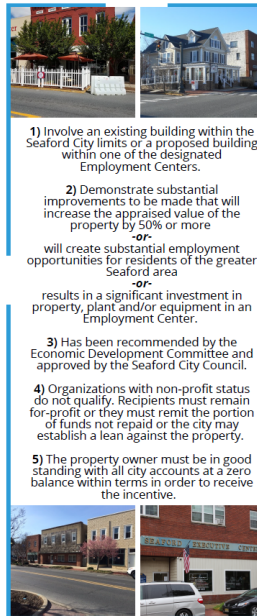 1) Involve an existing building within the
Seaford City limits or a proposed building
within one of the designated
Employment Centers.
2) Demonstrate substantial
improvements to be made that will
increase the appraised value of the
property by 50% or more
-or-
will create substantial employment
opportunities for residents of the greater
Seaford area
-or-
results in a significant investment in
property, plant and/or equipment in an
Employment Center.
3) Has been recommended by the
Economic Development Committee and
approved by the Seaford City Council.
4) Organizations with non-profit status
do not qualify. Recipients must remain
for-profit or they must remit the portion
of funds not repaid or the city may
establish a lean against the property.
5) The property owner must be in good
standing with all city accounts at a zero
balance within terms in order to receive
the incentive.
SEAFORD EXECUTIVE CENTER